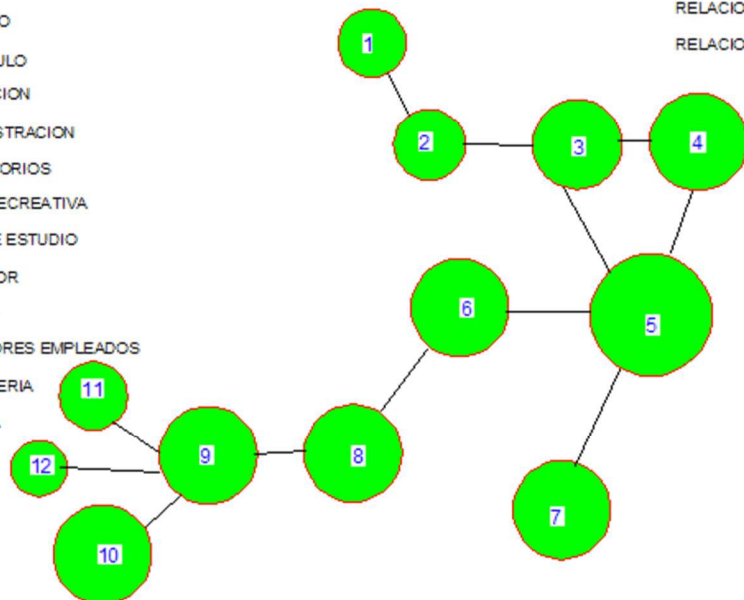 O
ULO
CION
STRACION
ORIOS
ECREATIVA
E ESTUDIO
OR
ORES EMPLEADOS
ERIA
RELACIO
RELACIO
1
2
3
4
6
5
11
12
9
8
10
7